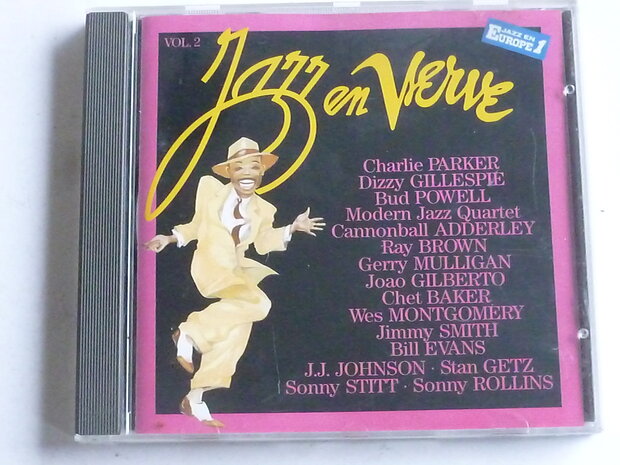 VOL. 2
Jazz en Verve
JAZZ EN
EUROPE 1
Charlie PARKER
Dizzy GILLESPIE
Bud POWELL
Modern Jazz Quartet
Cannonball ADDERLEY
Ray BROWN
Gerry MULLIGAN
Joao GILBERTO
Chet BAKER
Wes MONTGOMERY
Jimmy SMITH
Bill EVANS
J.J. JOHNSON · Stan GETZ
Sonny STITT · Sonny ROLLINS